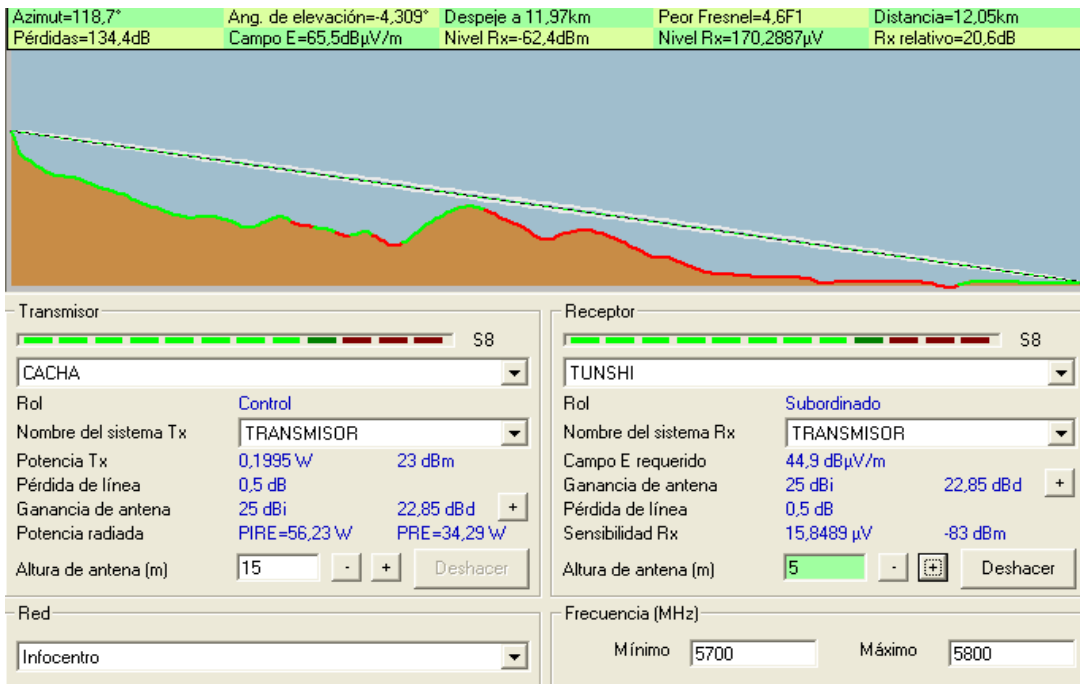 Azimut=118,7° Ang. de elevación=-4,309° Despeje a 11,97km Peor Fresnel=4,6F1 Distancia=12,05km
Pérdidas=134,4dB Campo E=65,5dBµV/m Nivel Rx=-62,4dBm Nivel Rx=170,2887µV Rx relativo=20,6dB
Transmisor
S8
CACHA
Rol Control
Nombre del sistema Tx TRANSMISOR
Potencia Tx 0,1995 W 23 dBm
Pérdida de línea 0,5 dB
Ganancia de antena 25 dBi 22,85 dBd +
Potencia radiada PIRE=56,23 W PRE=34,29 W
Altura de antena (m) 15 - + Deshacer
Red
Infocentro
Receptor
S8
TUNSHI
Rol Subordinado
Nombre del sistema Rx TRANSMISOR
Campo E requerido 44,9 dBµV/m
Ganancia de antena 25 dBi 22,85 dBd +
Pérdida de línea 0,5 dB
Sensibilidad Rx 15,8489 µV -83 dBm
Altura de antena (m) 5 - + Deshacer
Frecuencia (MHz)
Mínimo 5700 Máximo 5800